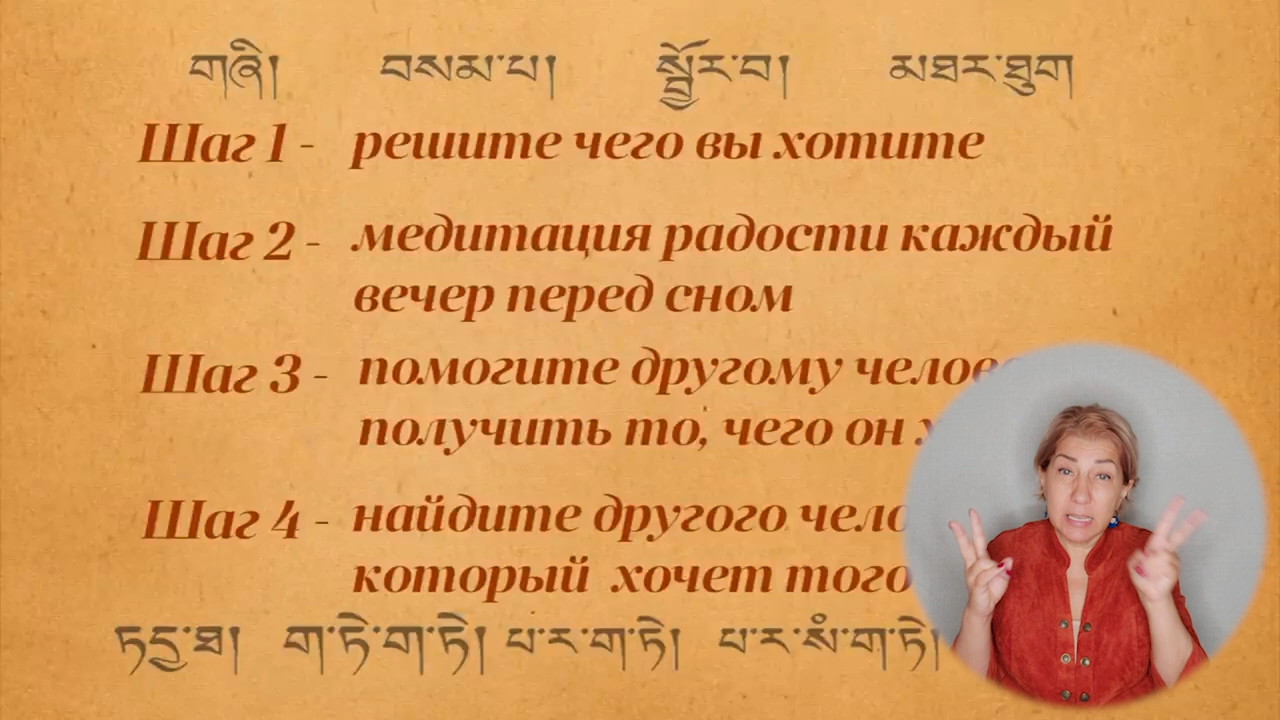 གཞི། བསམ་པ། སྦྱོར་བ། མཐར་ཐུག
Шаг 1 - решите чего вы хотите
Шаг 2 - медитация радости каждый
вечер перед сном
Шаг 3 - помогите другому
получить то, чего он
Шаг 4 - найдите другого
который хочет того
ཏདྱ་ཐ། ག་ཏེ་ག་ཏེ། པ་ར་ག་ཏེ། པ་ར་སཾ་ག་ཏེ།